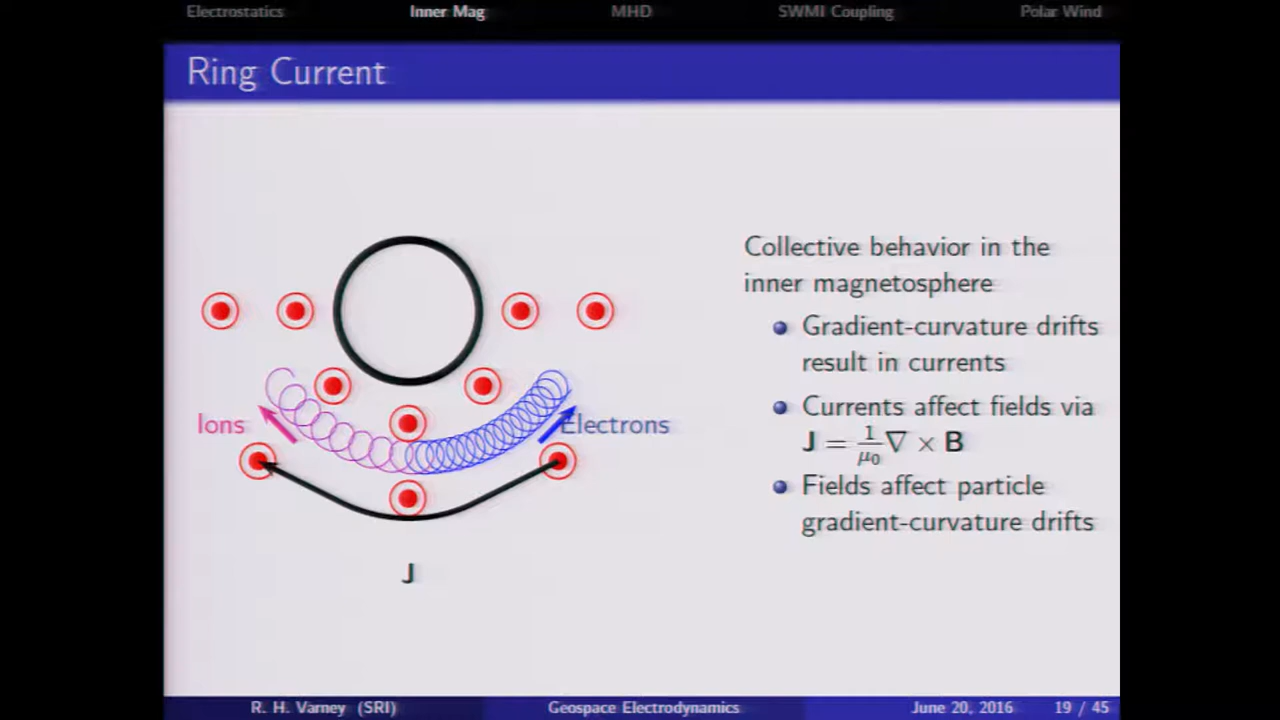 Electrostatics Inner Mag MHD SWMI Coupling Polar Wind
Ring Current
Ions
Electrons
J
Collective behavior in the
inner magnetosphere
Gradient-curvature drifts
result in currents
Currents affect fields via
J = 1/μ₀ ∇ × B
Fields affect particle
gradient-curvature drifts
R. H. Varney (SRI) Geospace Electrodynamics June 20, 2016 19 / 45